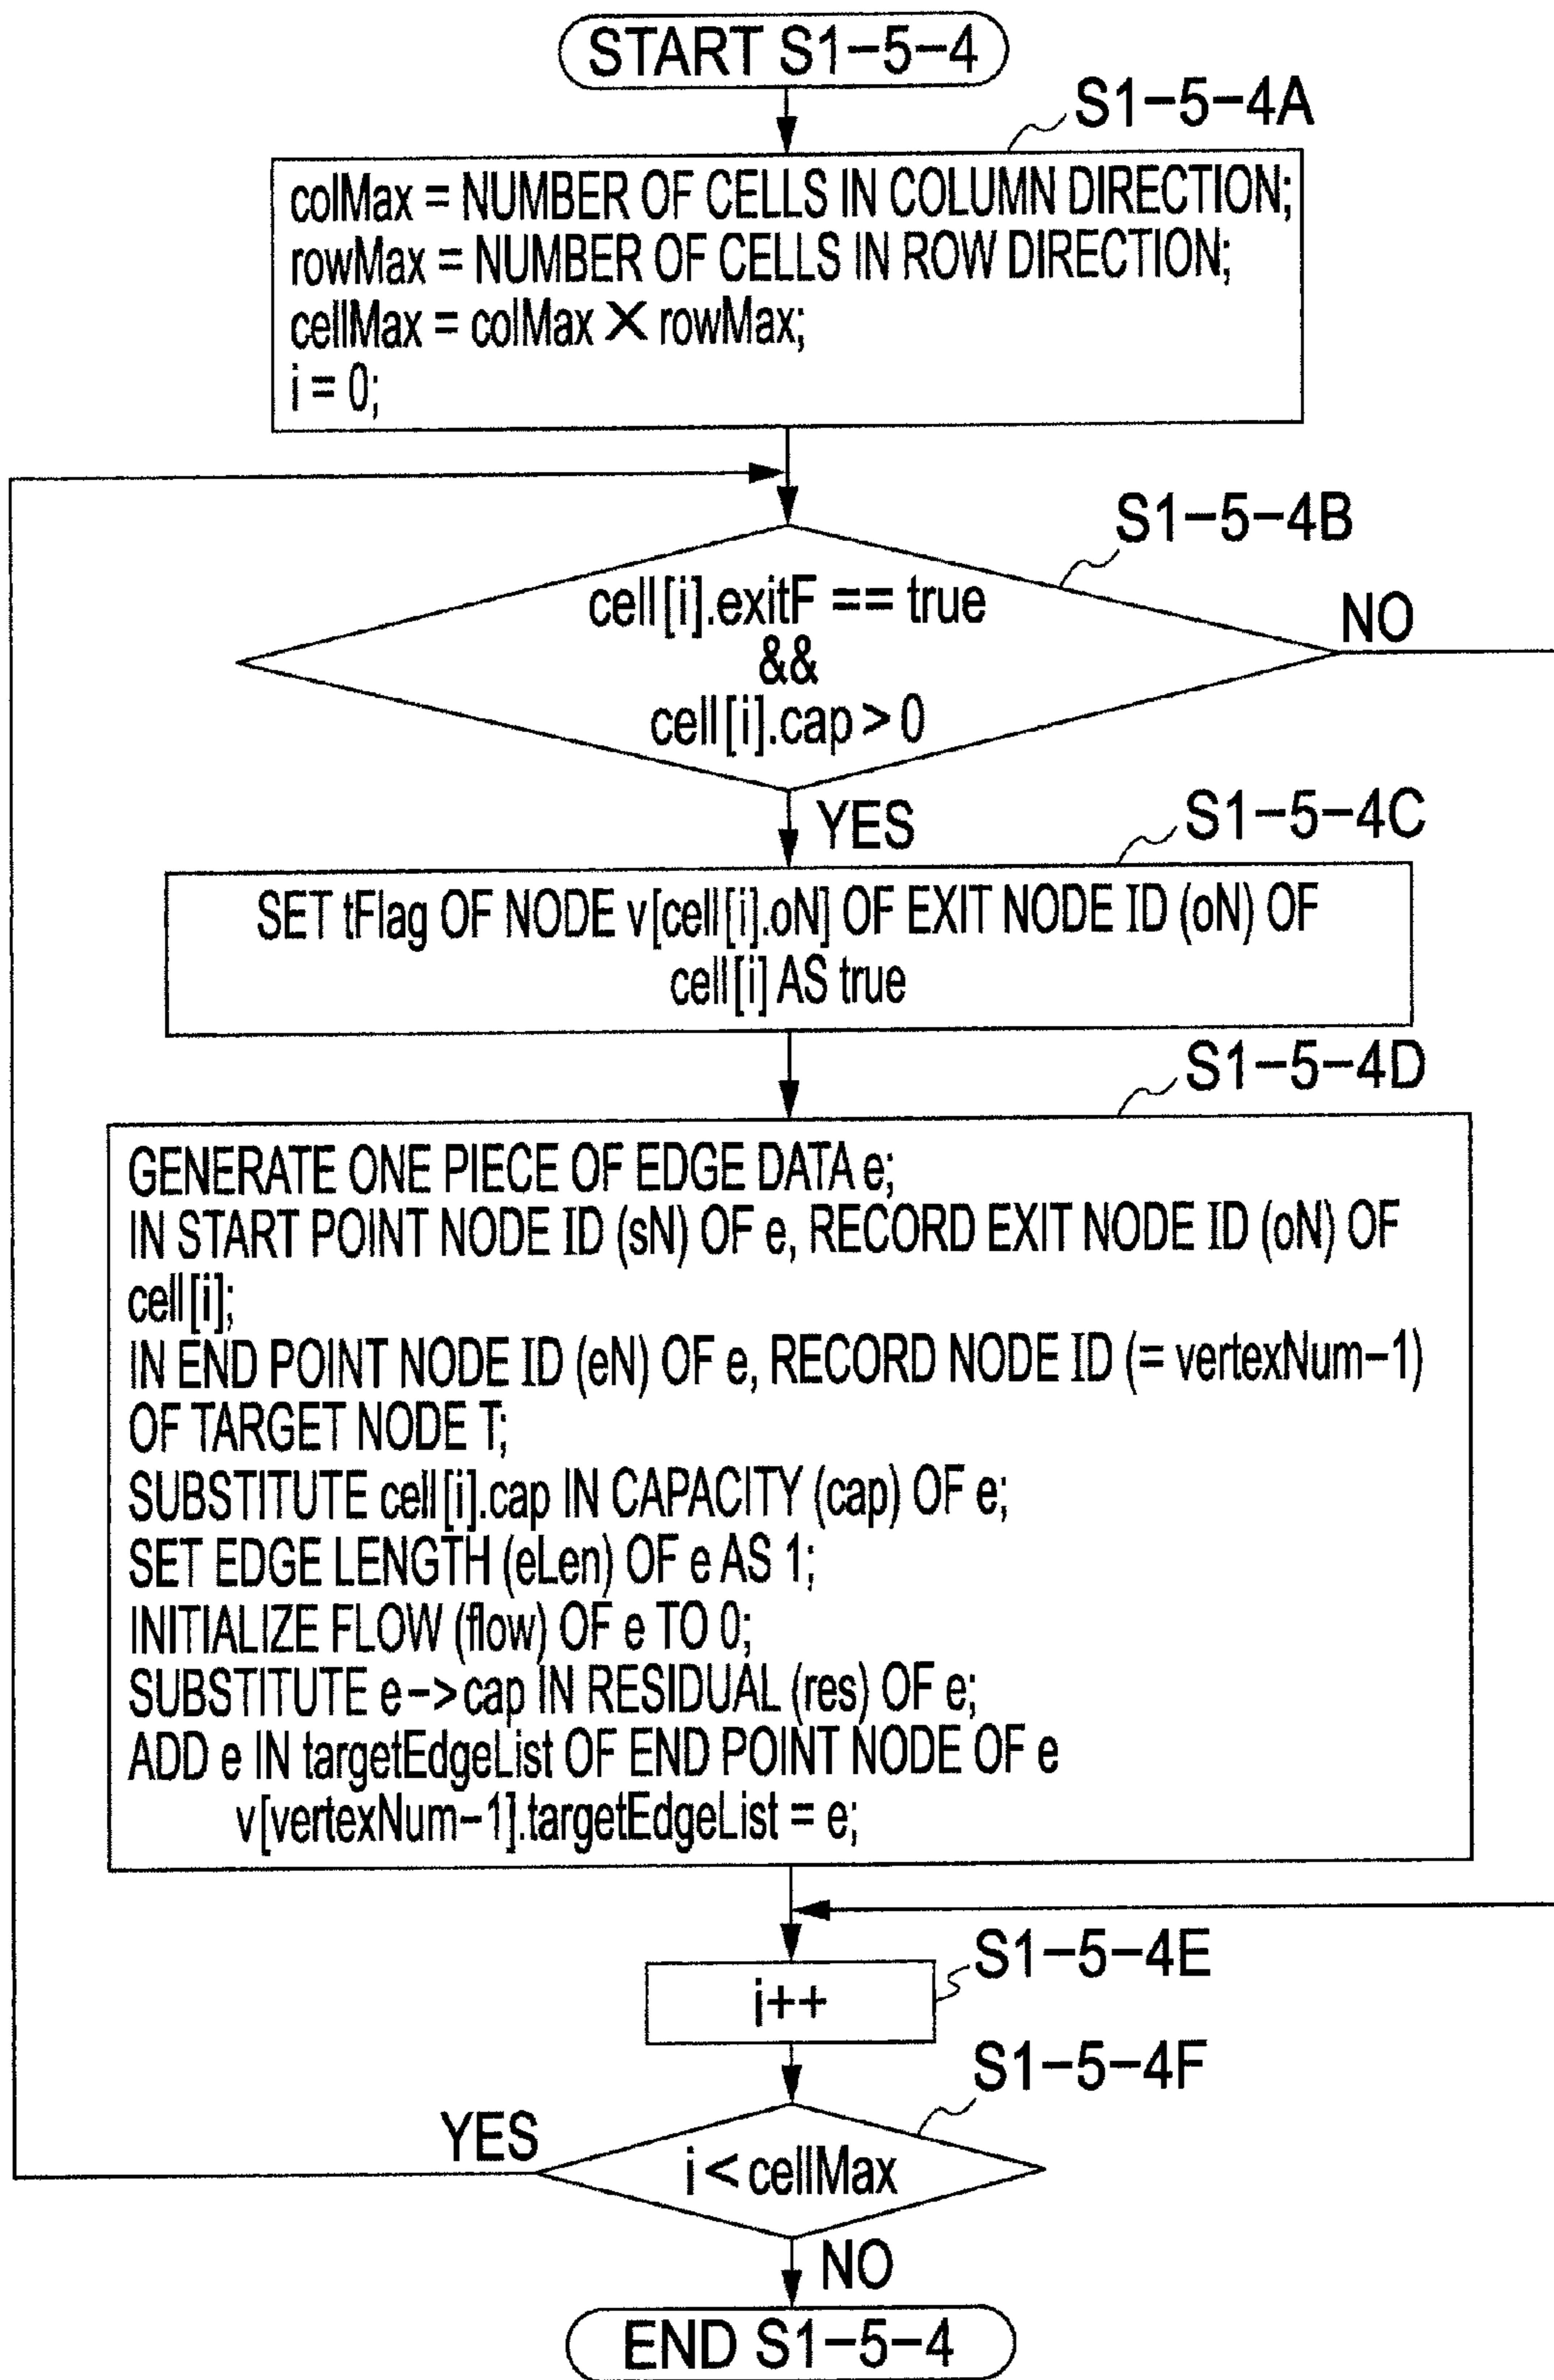 START S1-5-4
S1-5-4A
colMax = NUMBER OF CELLS IN COLUMN DIRECTION;
rowMax = NUMBER OF CELLS IN ROW DIRECTION;
cellMax = colMax X rowMax;
i = 0;
S1-5-4B
cell[i].exitF == true
&&
cell[i].cap > 0
NO
YES
S1-5-4C
SET tFlag OF NODE v[cell[i].oN] OF EXIT NODE ID (oN) OF
cell[i] AS true
S1-5-4D
GENERATE ONE PIECE OF EDGE DATA e;
IN START POINT NODE ID (sN) OF e, RECORD EXIT NODE ID (oN) OF
cell[i];
IN END POINT NODE ID (eN) OF e, RECORD NODE ID (= vertexNum-1)
OF TARGET NODE T;
SUBSTITUTE cell[i].cap IN CAPACITY (cap) OF e;
SET EDGE LENGTH (eLen) OF e AS 1;
INITIALIZE FLOW (flow) OF e TO 0;
SUBSTITUTE e->cap IN RESIDUAL (res) OF e;
ADD e IN targetEdgeList OF END POINT NODE OF e
v[vertexNum-1].targetEdgeList = e;
S1-5-4E
i++
S1-5-4F
YES
i < cellMax
NO
END S1-5-4